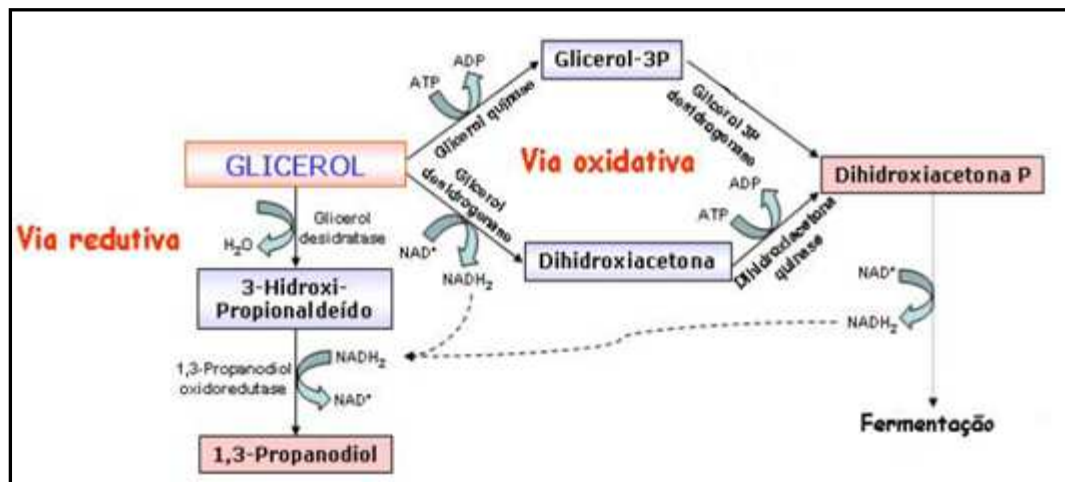 ADP
ATP
Glicerol-3P
Glicerol quinase
Glicerol 3P
desidrogenase
GLICEROL
Via oxidativa
Glicerol
desidrogenase
ADP
Dihidroxiacetona P
Via redutiva
Glicerol
desidratase
H₂O
NAD⁺
ATP
Dihidroxiacetona
Dihidroxiacetona
quinase
NADH₂
3-Hidroxi-
Propionaldeído
NAD⁺
NADH₂
1,3-Propanodiol
oxidoredutase
NADH₂
NAD⁺
Fermentação
1,3-Propanodiol